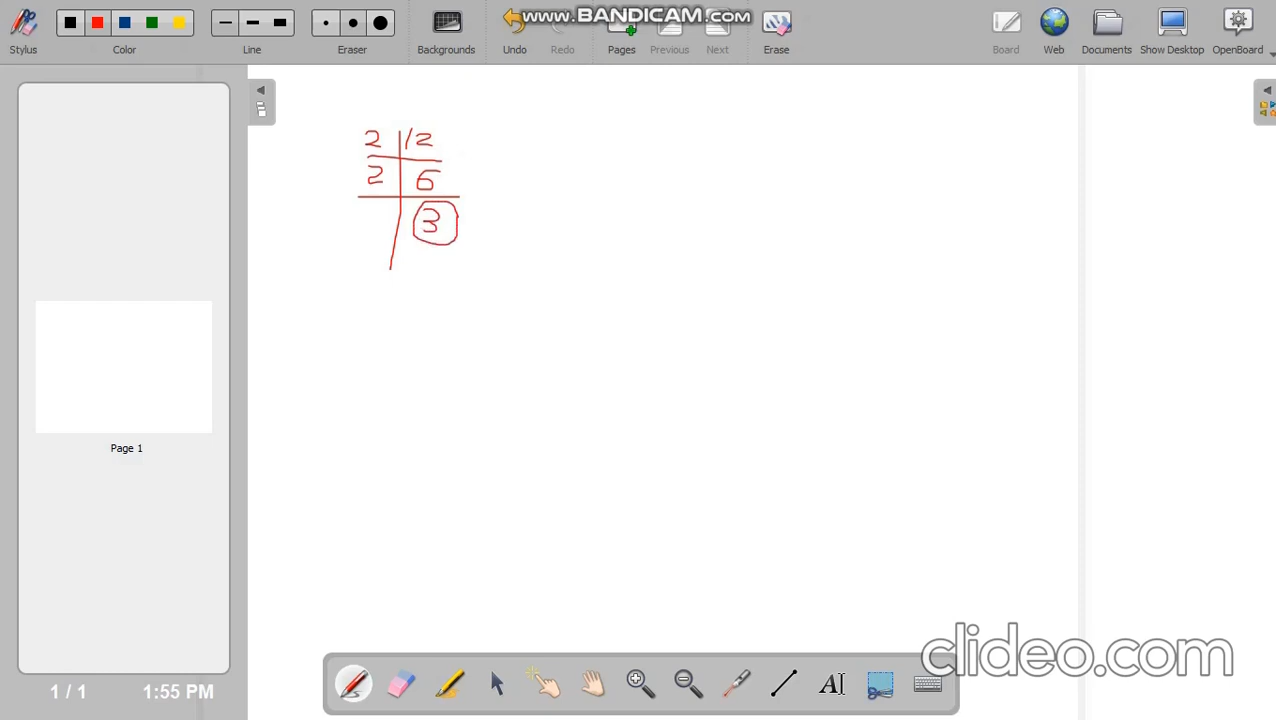 www.BANDICAM.com
Stylus Color Line Eraser Backgrounds Undo Redo Pages Previous Next Erase Board Web Documents Show Desktop OpenBoard
2 12
2 6
3
Page 1
clideo.com
1 / 1 1:55 PM
AI